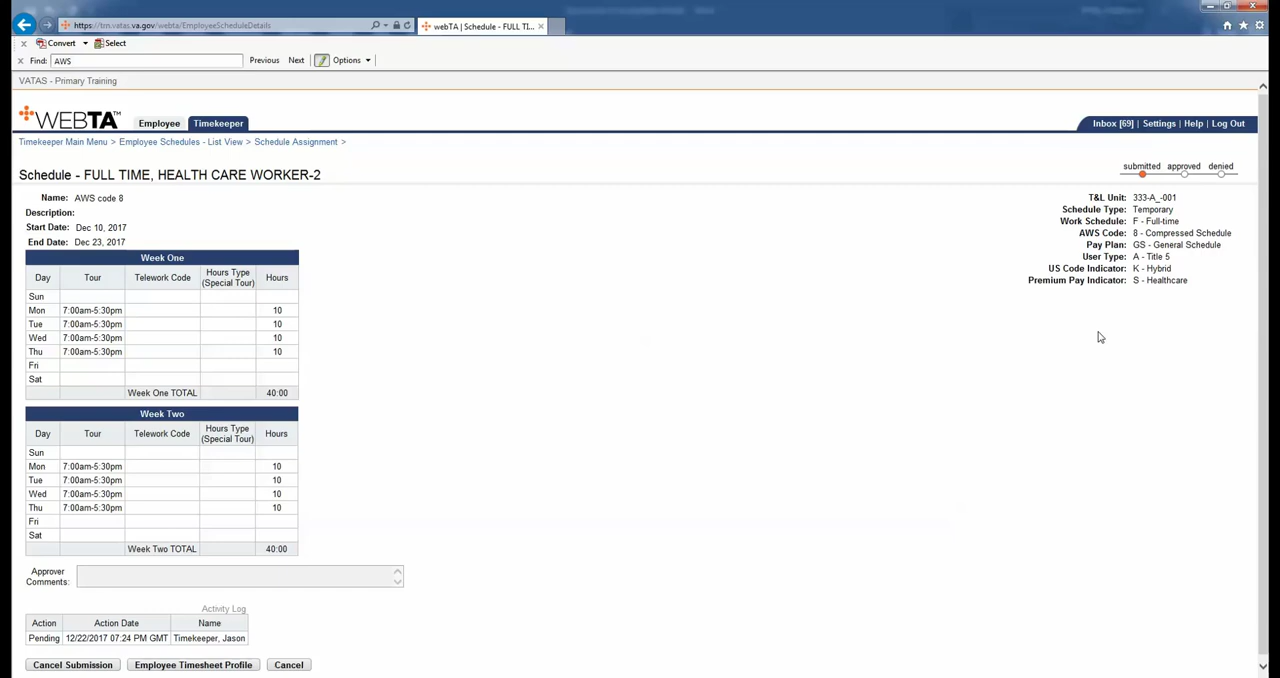 https://trn.vatas.va.gov/webta/EmployeeScheduleDetails
webTA | Schedule - FULL TI...
Convert Select
Find: AWS Previous Next Options
VATAS - Primary Training
WEBTA™ Employee Timekeeper Inbox [69] | Settings | Help | Log Out
Timekeeper Main Menu > Employee Schedules - List View > Schedule Assignment >
submitted approved denied
Schedule - FULL TIME, HEALTH CARE WORKER-2
Name: AWS code 8
Description:
Start Date: Dec 10, 2017
End Date: Dec 23, 2017
T&L Unit: 333-A_-001
Schedule Type: Temporary
Work Schedule: F - Full-time
AWS Code: 8 - Compressed Schedule
Pay Plan: GS - General Schedule
User Type: A - Title 5
US Code Indicator: K - Hybrid
Premium Pay Indicator: S - Healthcare
Week One
Day Tour Telework Code Hours Type (Special Tour) Hours
Sun
Mon 7:00am-5:30pm 10
Tue 7:00am-5:30pm 10
Wed 7:00am-5:30pm 10
Thu 7:00am-5:30pm 10
Fri
Sat
Week One TOTAL 40:00
Week Two
Day Tour Telework Code Hours Type (Special Tour) Hours
Sun
Mon 7:00am-5:30pm 10
Tue 7:00am-5:30pm 10
Wed 7:00am-5:30pm 10
Thu 7:00am-5:30pm 10
Fri
Sat
Week Two TOTAL 40:00
Approver
Comments:
Activity Log
Action Action Date Name
Pending 12/22/2017 07:24 PM GMT Timekeeper, Jason
Cancel Submission Employee Timesheet Profile Cancel